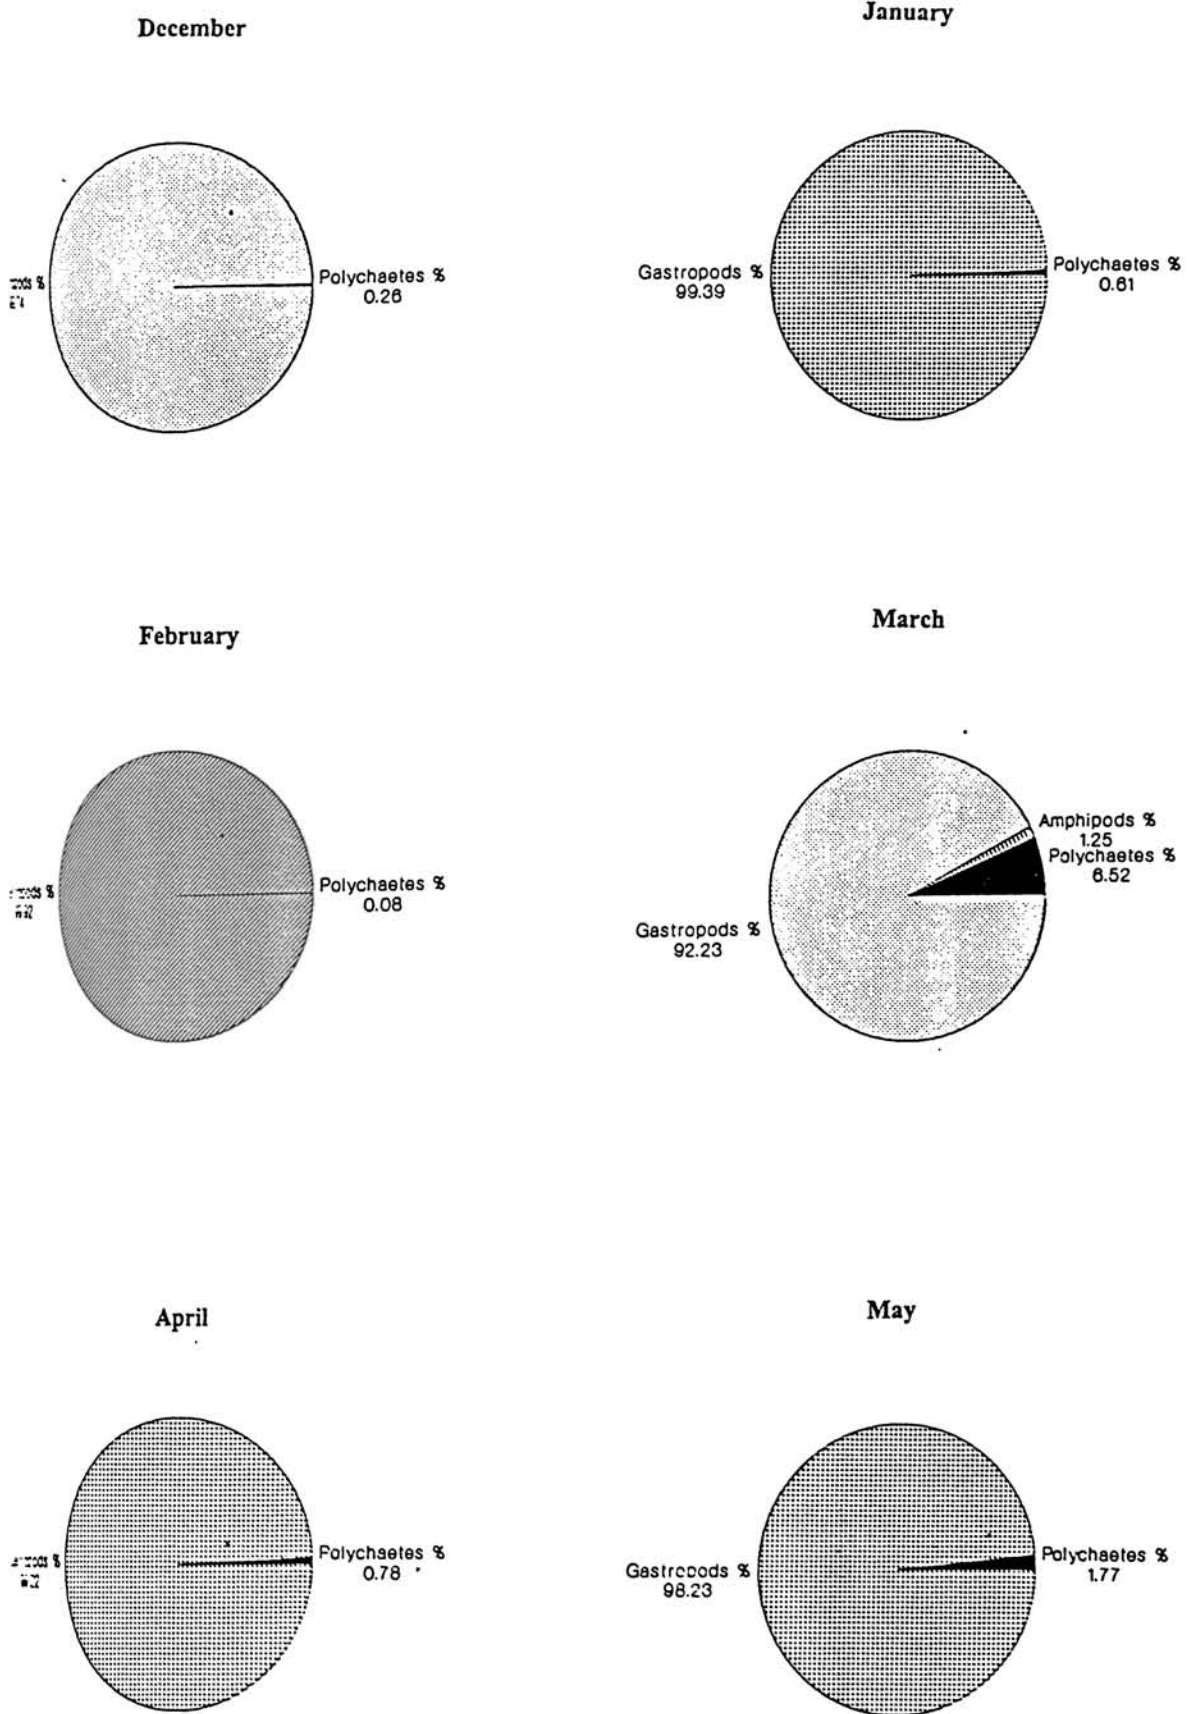 December
January
Polychaetes %
0.26
Gastropods %
99.39
Polychaetes %
0.61
February
March
Polychaetes %
0.08
Amphipods %
1.25
Polychaetes %
6.52
Gastropods %
92.23
April
May
Polychaetes %
0.78
Gastropods %
98.23
Polychaetes %
1.77